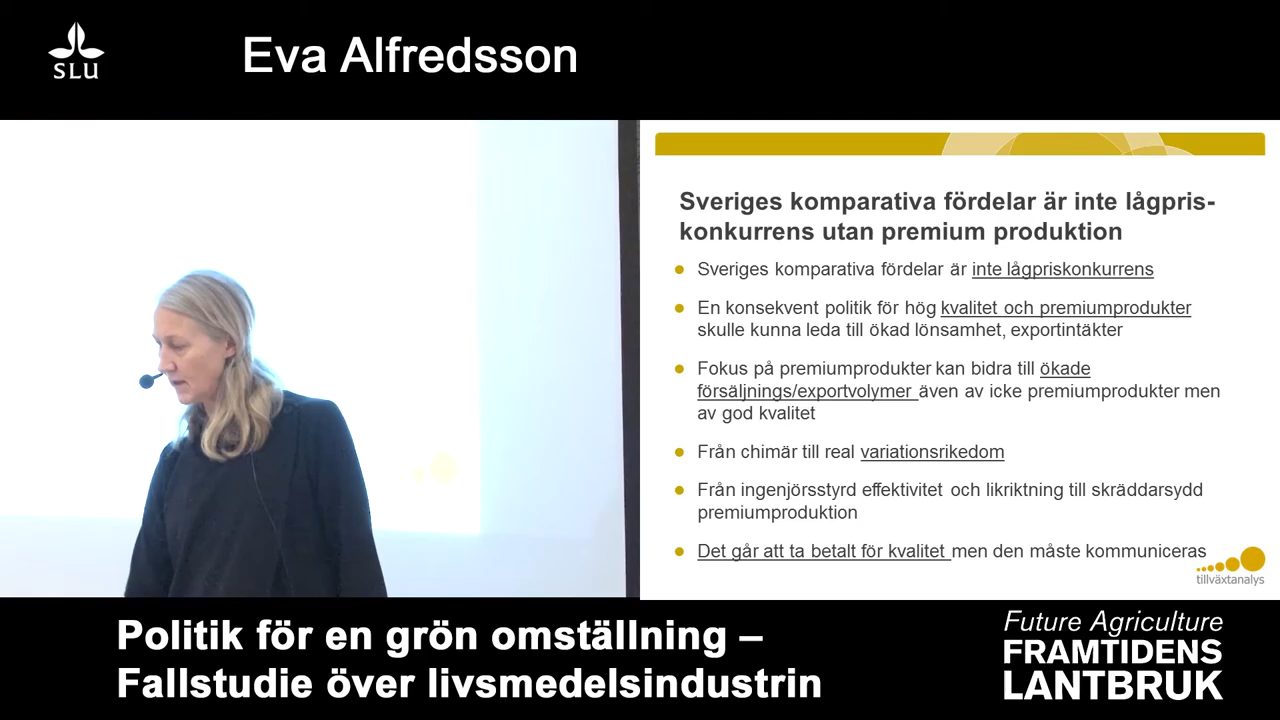 SLU
Eva Alfredsson
Sveriges komparativa fördelar är inte lågpris-
konkurrens utan premium produktion
Sveriges komparativa fördelar är inte lågpriskonkurrens
En konsekvent politik för hög kvalitet och premiumprodukter
skulle kunna leda till ökad lönsamhet, exportintäkter
Fokus på premiumprodukter kan bidra till ökade
försäljnings/exportvolymer även av icke premiumprodukter men
av god kvalitet
Från chimär till real variationsrikedom
Från ingenjörsstyrd effektivitet och likriktning till skräddarsydd
premiumproduktion
Det går att ta betalt för kvalitet men den måste kommuniceras
tillväxtanalys
Politik för en grön omställning –
Fallstudie över livsmedelsindustrin
Future Agriculture
FRAMTIDENS
LANTBRUK